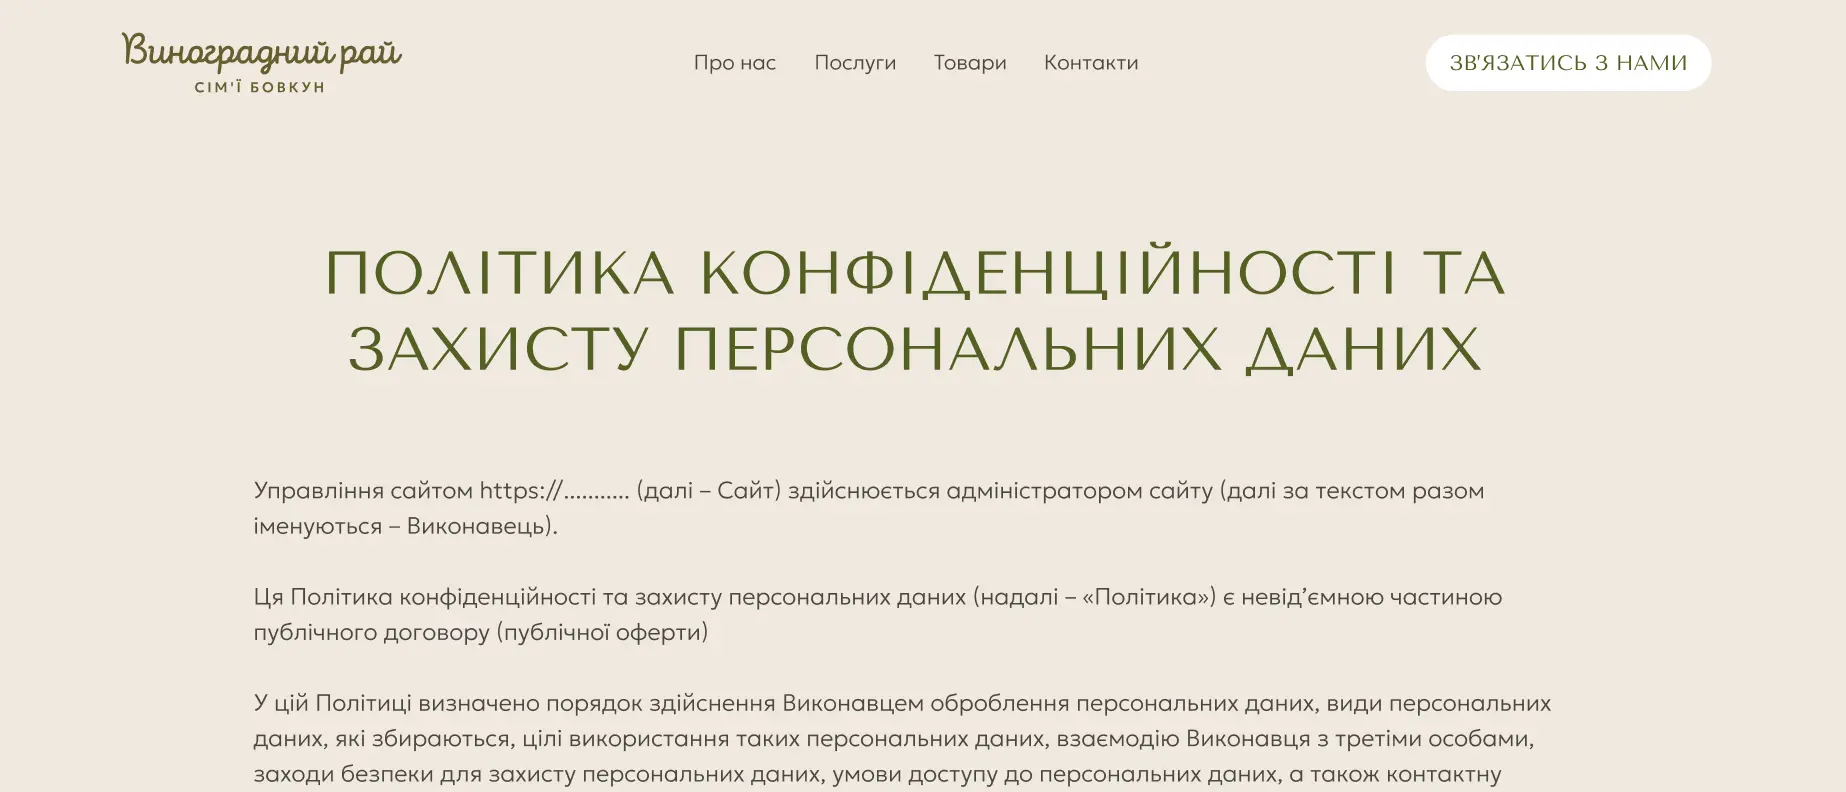 Виноградний рай
СІМ'Ї БОВКУН
Про нас
Послуги
Товари
Контакти
ЗВ'ЯЗАТИСЬ З НАМИ
ПОЛІТИКА КОНФІДЕНЦІЙНОСТІ ТА
ЗАХИСТУ ПЕРСОНАЛЬНИХ ДАНИХ
Управління сайтом https://........... (далі – Сайт) здійснюється адміністратором сайту (далі за текстом разом
іменуються – Виконавець).
Ця Політика конфіденційності та захисту персональних даних (надалі – «Політика») є невід’ємною частиною
публічного договору (публічної оферти)
У цій Політиці визначено порядок здійснення Виконавцем оброблення персональних даних, види персональних
даних, які збираються, цілі використання таких персональних даних, взаємодію Виконавця з третіми особами,
заходи безпеки для захисту персональних даних, умови доступу до персональних даних, а також контактну